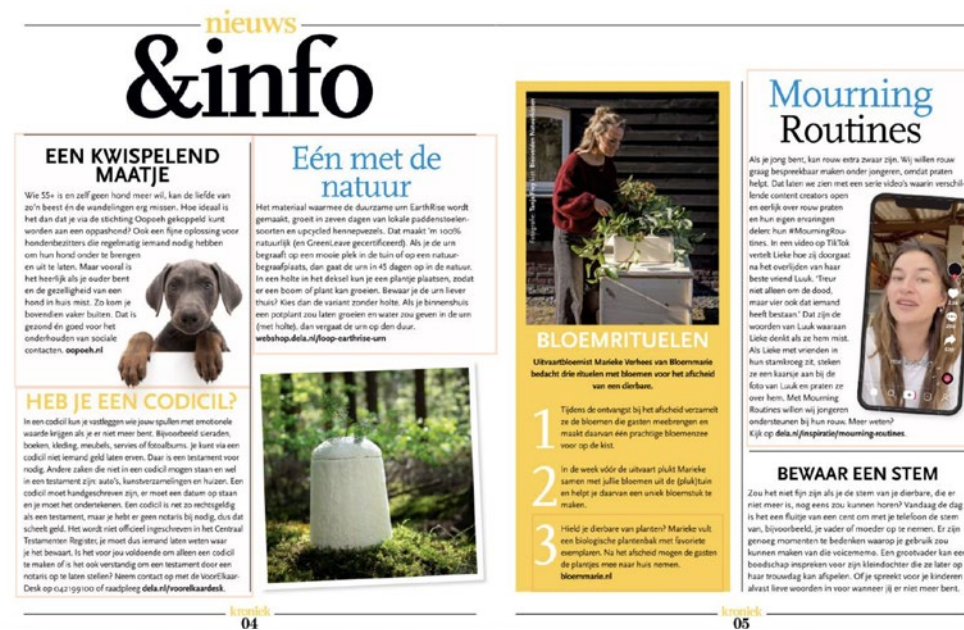 nieuws
&info
EEN KWISPELEND
MAATJE
Wie 55+ is en zelf geen hond meer wil, kan de liefde van
zo'n beest én de wandelingen erg missen. Hoe ideaal is
het dan dat je via de stichting Oopoeh gekoppeld kunt
worden aan een oppashond? Ook een fijne oplossing voor
hondenbezitters die regelmatig iemand nodig hebben
om hun hond onder te brengen
en uit te laten. Maar vooral is
het heerlijk als je ouder bent
en de gezelligheid van een
hond in huis mist. Zo kom je
bovendien vaker buiten. Dat is
gezond én goed voor het
onderhouden van sociale
contacten. oopoeh.nl
HEB JE EEN CODICIL?
In een codicil kun je vastleggen wie jouw spullen met emotionele
waarde krijgen als je er niet meer bent. Bijvoorbeeld sieraden,
boeken, kleding, meubels, servies of fotoalbums. Je kunt via een
codicil niet iemand geld laten erven. Daar is een testament voor
nodig. Andere zaken die niet in een codicil mogen staan en wel
in een testament zijn: auto's, kunstverzamelingen en huizen. Een
codicil moet handgeschreven zijn, er moet een datum op staan
en je moet het ondertekenen. Een codicil is net zo rechtsgeldig
als een testament, maar je hebt er geen notaris bij nodig, dus dat
scheelt geld. Het wordt niet officieel ingeschreven in het Centraal
Testamenten Register, je moet dus iemand laten weten waar
je het bewaart. Is het voor jou voldoende om alleen een codicil
te maken of is het ook verstandig om een testament door een
notaris op te laten stellen? Neem contact op met de VoorElkaar-
Desk op 042199100 of raadpleeg dela.nl/voorelkaardesk.
Eén met de
natuur
Het materiaal waarmee de duurzame urn EarthRise wordt
gemaakt, groeit in zeven dagen van lokale paddenstoelen-
soorten en upcycled hennepvezels. Dat maakt 'm 100%
natuurlijk (en GreenLeave gecertificeerd). Als je de urn
begraaft op een mooie plek in de tuin of op een natuur-
begraafplaats, dan gaat de urn in 45 dagen op in de natuur.
In een holte in het deksel kun je een plantje plaatsen, zodat
er een boom of plant kan groeien. Bewaar je de urn liever
thuis? Kies dan de variant zonder holte. Als je binnenshuis
een potplant zou laten groeien en water zou geven in de urn
(met holte), dan vergaat de urn op den duur.
webshop.dela.nl/loop-earthrise-urn
kroniek
04
BLOEMRITUELEN
Uitvaartbloemist Marieke Verhees van Bloemmarie
bedacht drie rituelen met bloemen voor het afscheid
van een dierbare.
1 Tijdens de ontvangst bij het afscheid verzamelt
ze de bloemen die gasten meebrengen en
maakt daarvan één prachtige bloemenzee
voor op de kist.
2 In de week vóór de uitvaart plukt Marieke
samen met jullie bloemen uit de (pluk)tuin
en helpt je daarvan een uniek bloemstuk te
maken.
3 Hield je dierbare van planten? Marieke vult
een biologische plantenbak met favoriete
exemplaren. Na het afscheid mogen de gasten
de plantjes mee naar huis nemen.
bloemmarie.nl
Mourning
Routines
Als je jong bent, kan rouw extra zwaar zijn. Wij willen rouw
graag bespreekbaar maken onder jongeren, omdat praten
helpt. Dat laten we zien met een serie video's waarin verschil-
lende content creators open
en eerlijk over rouw praten
en hun eigen ervaringen
delen: hun #MourningRou-
tines. In een video op TikTok
vertelt Lieke hoe zij doorgaat
na het overlijden van haar
beste vriend Luuk. 'Treur
niet alleen om de dood,
maar vier ook dat iemand
heeft bestaan.' Dat zijn de
woorden van Luuk waaraan
Lieke denkt als ze hem mist.
Als Lieke met vrienden in
hun stamkroeg zit, steken
ze een kaarsje aan bij de
foto van Luuk en praten ze
over hem. Met Mourning
Routines willen wij jongeren
ondersteunen bij hun rouw. Meer weten?
Kijk op dela.nl/inspiratie/mourning-routines.
BEWAAR EEN STEM
Zou het niet fijn zijn als je de stem van je dierbare, die er
niet meer is, nog eens zou kunnen horen? Vandaag de dag
is het een fluitje van een cent om met je telefoon de stem
van, bijvoorbeeld, je vader of moeder op te nemen. Er zijn
genoeg momenten te bedenken waarop je gebruik zou
kunnen maken van die voicememo. Een grootvader kan een
boodschap inspreken voor zijn kleindochter die ze later op
haar trouwdag kan afspelen. Of je spreekt voor je kinderen
alvast lieve woorden in voor wanneer jij er niet meer bent.
kroniek
05